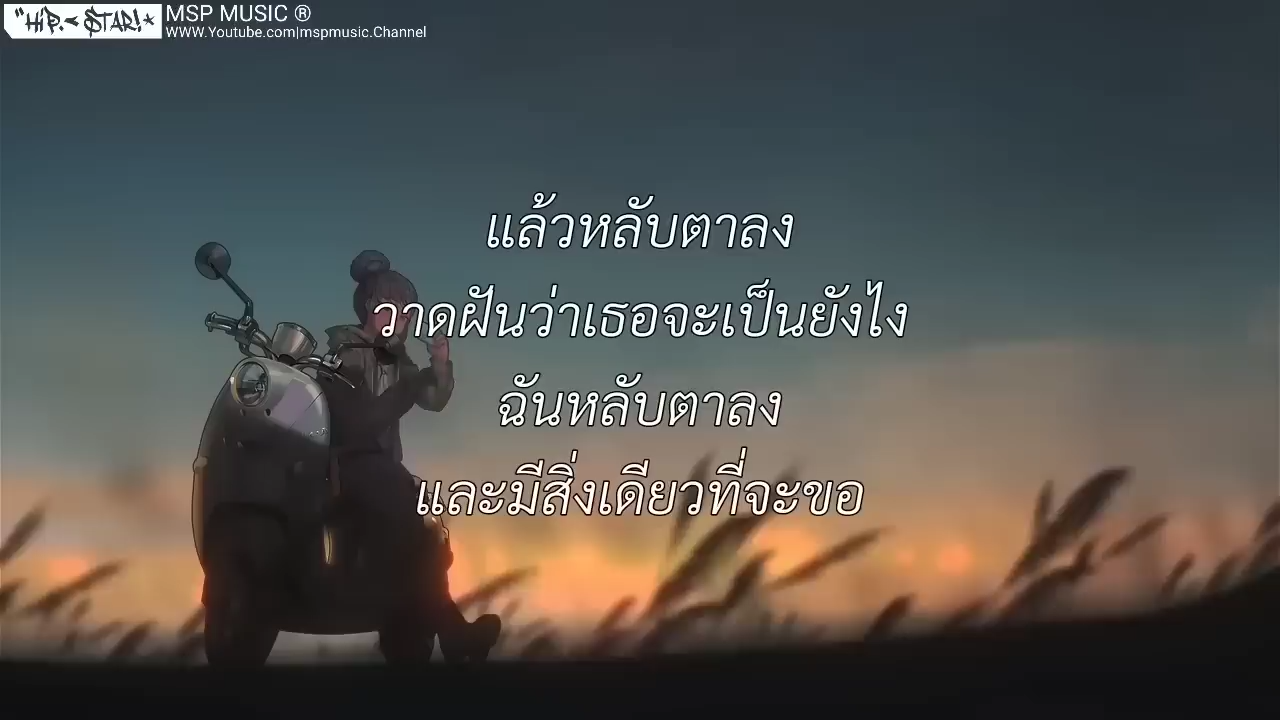 "HIP.< STAR!*
MSP MUSIC ®
www.Youtube.com|mspmusic.Channel
แล้วหลับตาลง
วาดฝันว่าเธอจะเป็นยังไง
ฉันหลับตาลง
และมีสิ่งเดียวที่จะขอ